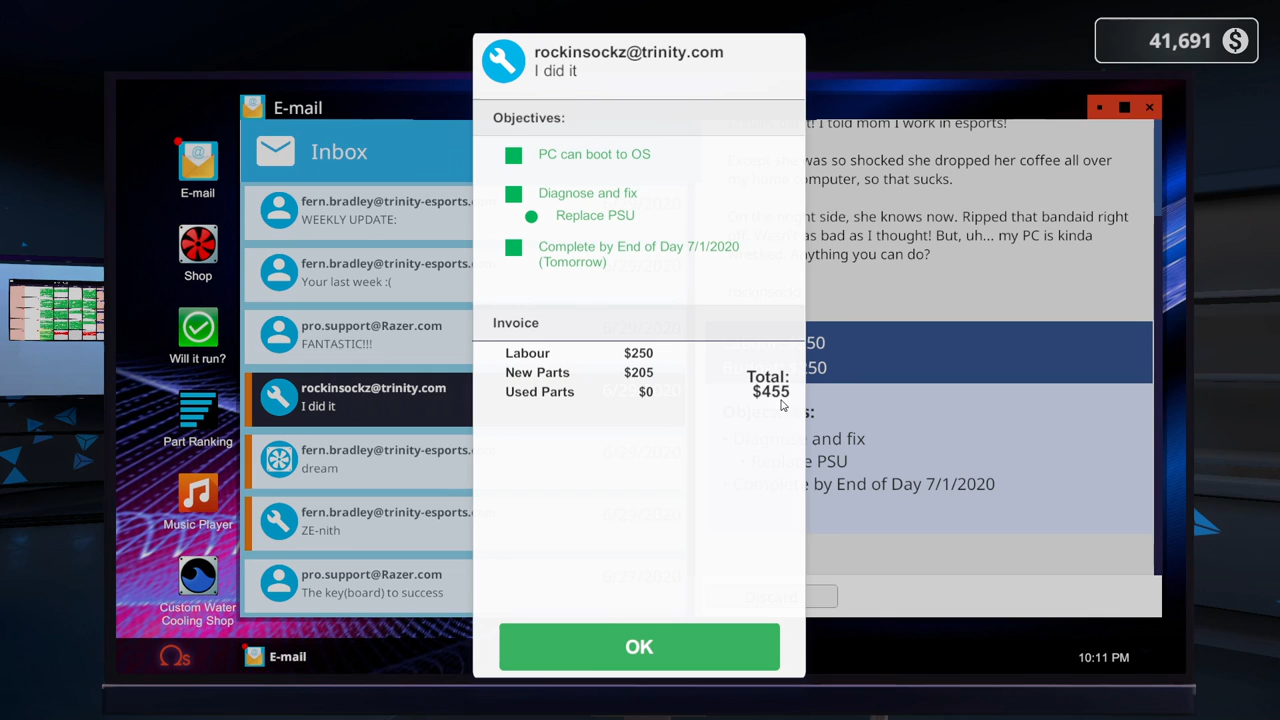 41,691 $
rockinsockz@trinity.com
I did it
Objectives:
PC can boot to OS
Diagnose and fix
Replace PSU
Complete by End of Day 7/1/2020
(Tomorrow)
Invoice
Labour $250
New Parts $205
Used Parts $0
Total:
$455
OK
E-mail
Inbox
fern.bradley@trinity-esports.
WEEKLY UPDATE:
fern.bradley@trinity-esports.
Your last week :(
pro.support@Razer.com
FANTASTIC!!!
rockinsockz@trinity.com
I did it
fern.bradley@trinity-esports.
dream
fern.bradley@trinity-esports.
ZE-nith
pro.support@Razer.com
The key(board) to success
! I told mom I work in esports!
was so shocked she dropped her coffee all over
my home computer, so that sucks.
On the bright side, she knows now. Ripped that bandaid right
as bad as I thought! But, uh... my PC is kinda
Anything you can do?
rockinsockz
50
250
Objectives:
• Diagnose and fix
• Replace PSU
• Complete by End of Day 7/1/2020
Discard
E-mail
Shop
Will it run?
Part Ranking
Music Player
Custom Water
Cooling Shop
Ωs
E-mail
10:11 PM